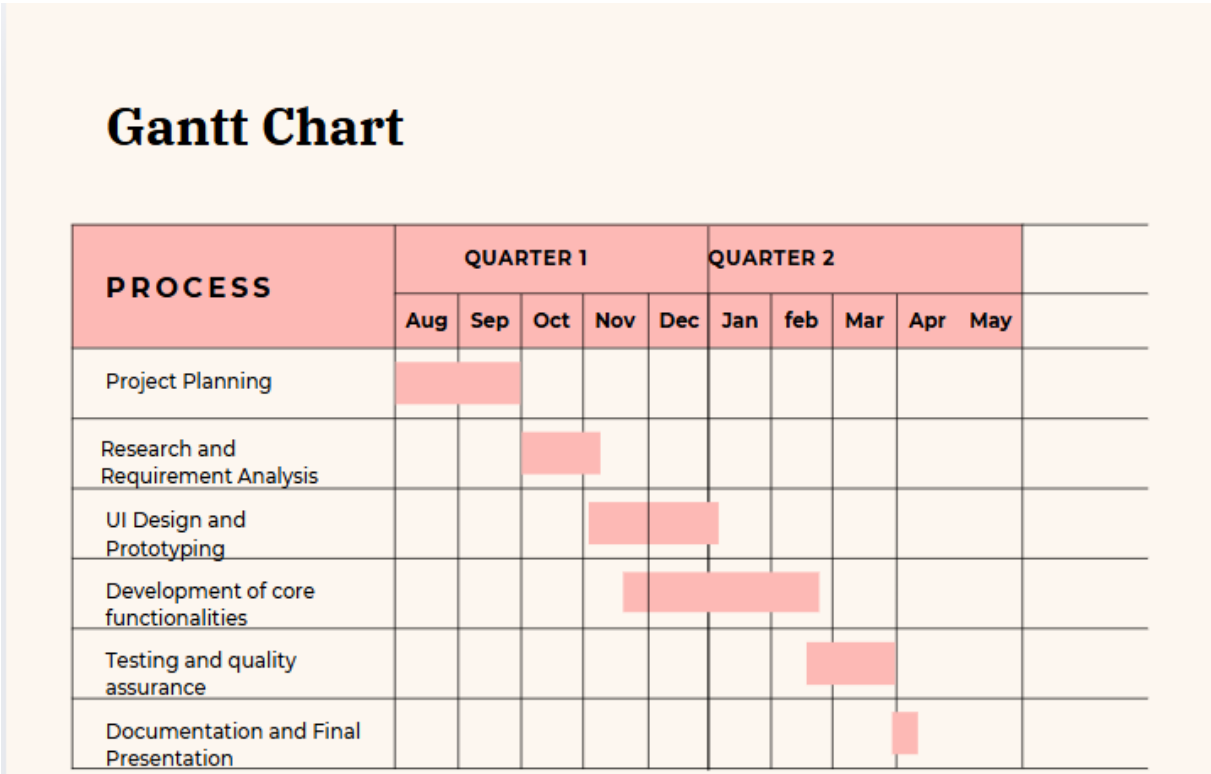 Gantt Chart
PROCESS
QUARTER 1
QUARTER 2
Aug Sep Oct Nov Dec Jan feb Mar Apr May
Project Planning
Research and
Requirement Analysis
UI Design and
Prototyping
Development of core
functionalities
Testing and quality
assurance
Documentation and Final
Presentation